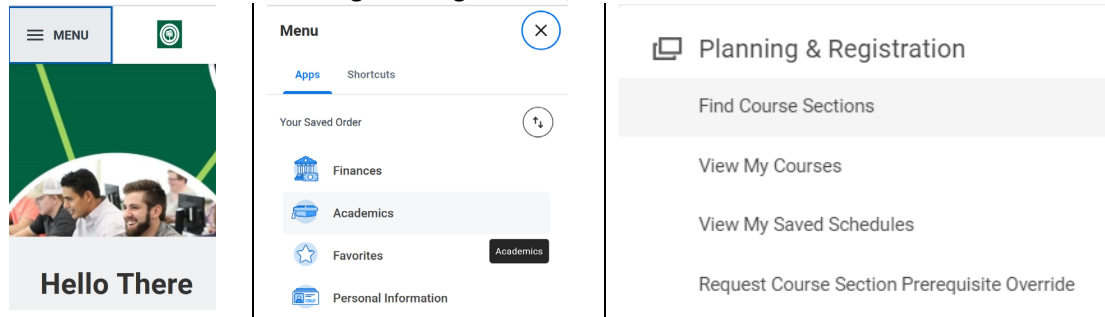 MENU
Hello There
Menu
Apps
Shortcuts
Your Saved Order
Finances
Academics
Favorites
Academics
Personal Information
Planning & Registration
Find Course Sections
View My Courses
View My Saved Schedules
Request Course Section Prerequisite Override